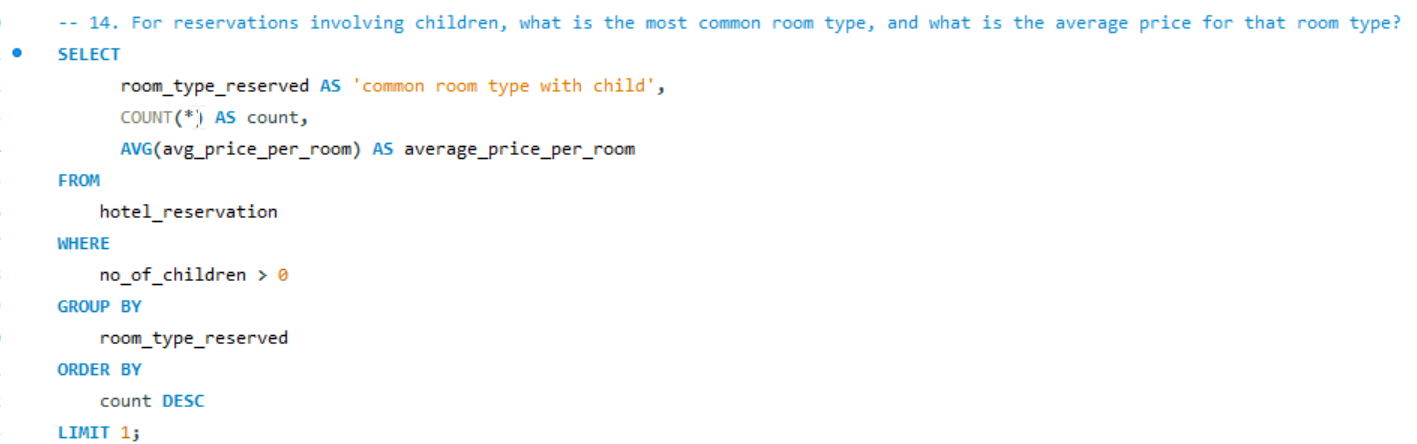 -- 14. For reservations involving children, what is the most common room type, and what is the average price for that room type?
SELECT
room_type_reserved AS 'common room type with child',
COUNT(*) AS count,
AVG(avg_price_per_room) AS average_price_per_room
FROM
hotel_reservation
WHERE
no_of_children > 0
GROUP BY
room_type_reserved
ORDER BY
count DESC
LIMIT 1;